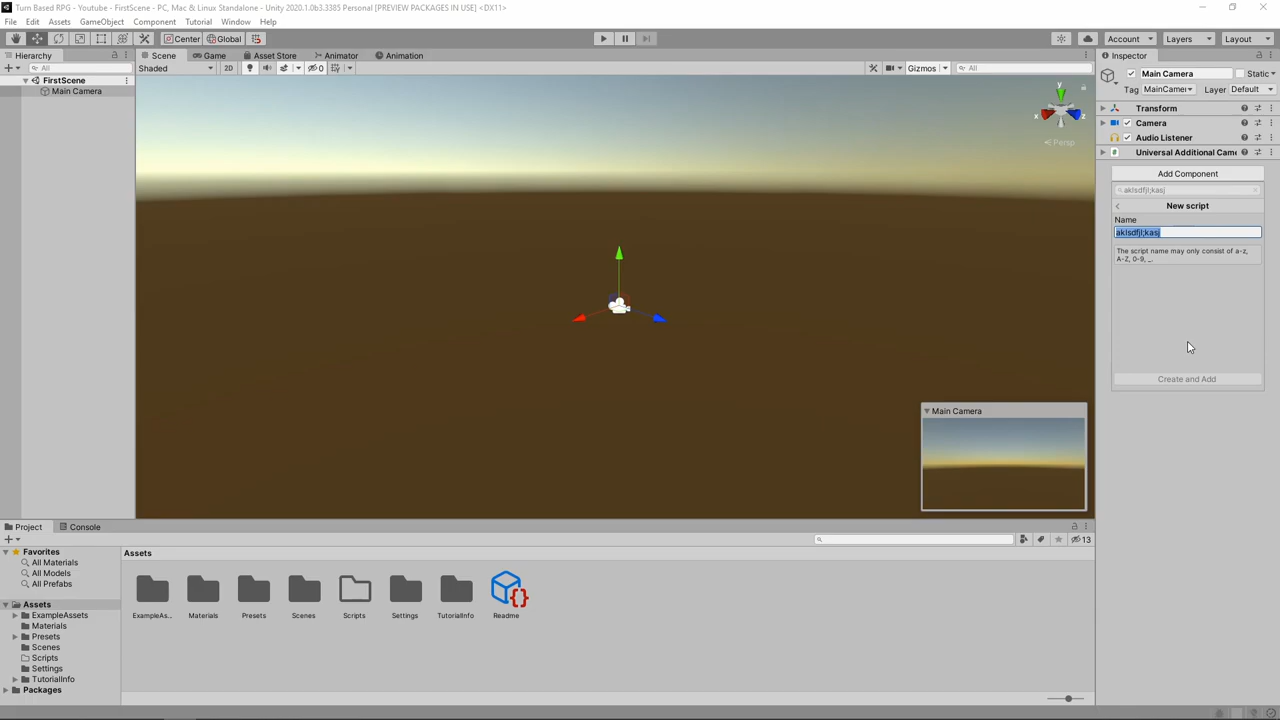 Turn Based RPG - Youtube - FirstScene - PC, Mac & Linux Standalone - Unity 2020.1.0b3.3385 Personal [PREVIEW PACKAGES IN USE] <DX11>
File Edit Assets GameObject Component Tutorial Window Help
Center Global Account Layers Layout
Hierarchy
All
FirstScene
Main Camera
Scene Game Asset Store Animator Animation
Shaded 2D 0 Gizmos All
y
x
z
Persp
Main Camera
Inspector
Main Camera Static
Tag MainCamer Layer Default
Transform
Camera
Audio Listener
Universal Additional Came
Add Component
aklsdfjl;kasj
New script
Name
aklsdfjl;kasj
The script name may only consist of a-z,
A-Z, 0-9, _.
Create and Add
Project Console
13
Favorites
All Materials
All Models
All Prefabs
Assets
ExampleAssets
Materials
Presets
Scenes
Scripts
Settings
TutorialInfo
Packages
Assets
ExampleAs... Materials Presets Scenes Scripts Settings TutorialInfo Readme